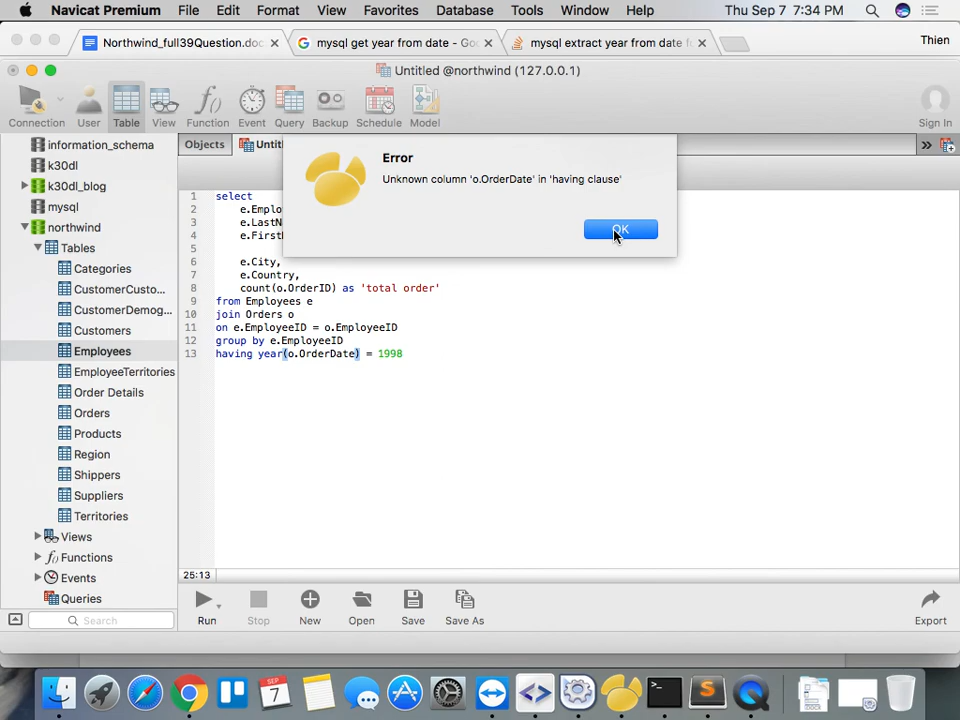 Navicat Premium File Edit Format View Favorites Database Tools Window Help Thu Sep 7 7:34 PM
Northwind_full39Question.doc × mysql get year from date - Goo × mysql extract year from date f × Thien
Untitled @northwind (127.0.0.1)
Connection User Table View Function Event Query Backup Schedule Model Sign In
Objects
Error
Unknown column 'o.OrderDate' in 'having clause'
OK
information_schema
k30dl
k30dl_blog
mysql
northwind
Tables
Categories
CustomerCusto...
CustomerDemog...
Customers
Employees
EmployeeTerritories
Order Details
Orders
Products
Region
Shippers
Suppliers
Territories
Views
Functions
Events
Queries
Search
1 select
2 e.Emplo
3 e.LastN
4 e.First
5
6 e.City,
7 e.Country,
8 count(o.OrderID) as 'total order'
9 from Employees e
10 join Orders o
11 on e.EmployeeID = o.EmployeeID
12 group by e.EmployeeID
13 having year(o.OrderDate) = 1998
25:13
Run Stop New Open Save Save As Export
SEP
7